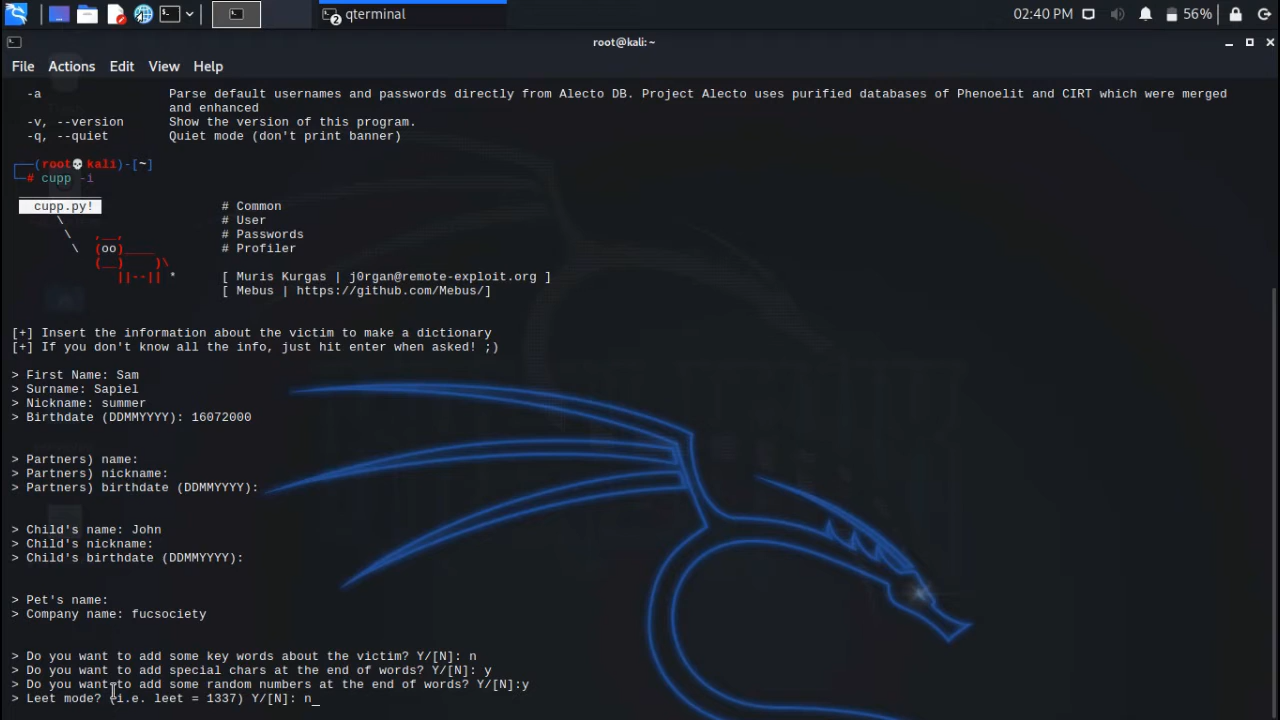 qterminal
02:40 PM
56%
root@kali:~
File Actions Edit View Help
-a Parse default usernames and passwords directly from Alecto DB. Project Alecto uses purified databases of Phenoelit and CIRT which were merged
and enhanced
-v, --version Show the version of this program.
-q, --quiet Quiet mode (don't print banner)
┌──(root💀kali)-[~]
└─# cupp -i
cupp.py! # Common
\ # User
\ ,__, # Passwords
\ (oo)____ # Profiler
(__) )\
||--|| * [ Muris Kurgas | j0rgan@remote-exploit.org ]
[ Mebus | https://github.com/Mebus/]
[+] Insert the information about the victim to make a dictionary
[+] If you don't know all the info, just hit enter when asked! ;)
> First Name: Sam
> Surname: Sapiel
> Nickname: summer
> Birthdate (DDMMYYYY): 16072000
> Partners) name:
> Partners) nickname:
> Partners) birthdate (DDMMYYYY):
> Child's name: John
> Child's nickname:
> Child's birthdate (DDMMYYYY):
> Pet's name:
> Company name: fucsociety
> Do you want to add some key words about the victim? Y/[N]: n
> Do you want to add special chars at the end of words? Y/[N]: y
> Do you want to add some random numbers at the end of words? Y/[N]:y
> Leet mode? (i.e. leet = 1337) Y/[N]: n